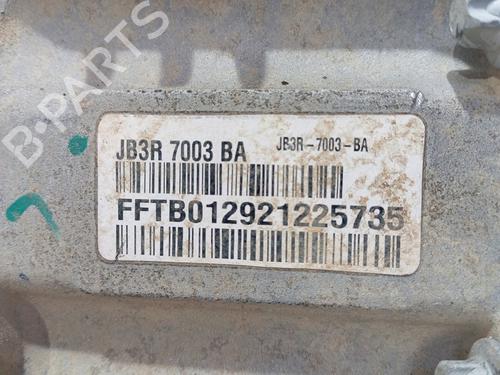 B-PARTS
JB3R 7003 BA JB3R-7003-BA
FFTB012921225735